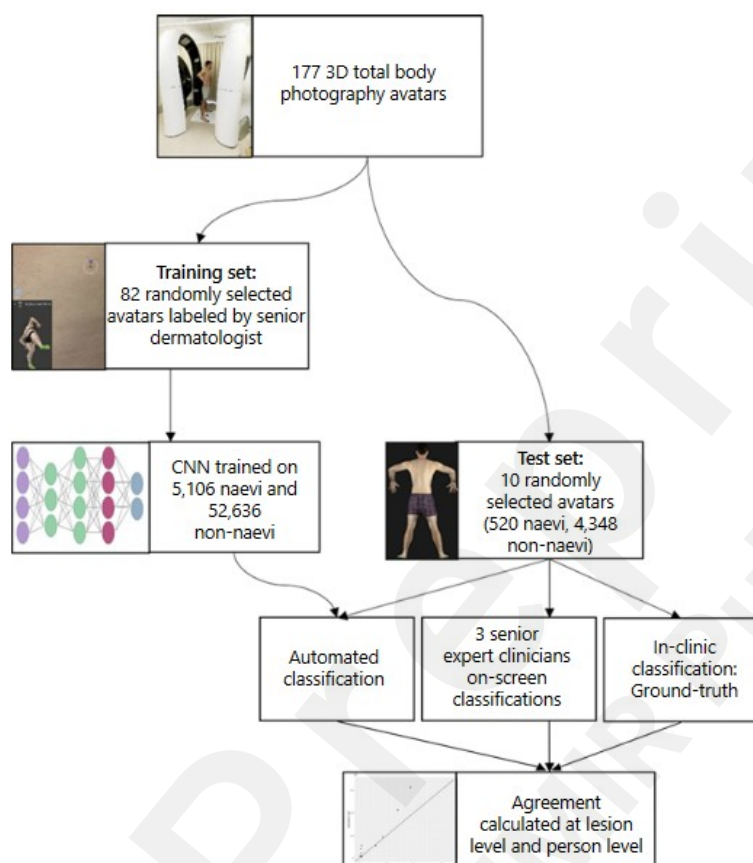 177 3D total body
photography avatars
Training set:
82 randomly selected
avatars labeled by senior
dermatologist
CNN trained on
5,106 naevi and
52,636
non-naevi
Test set:
10 randomly
selected avatars
(520 naevi, 4,348
non-naevi)
Automated
classification
3 senior
expert clinicians
on-screen
classifications
In-clinic
classification:
Ground-truth
Agreement
calculated at lesion
level and person level
Preprint